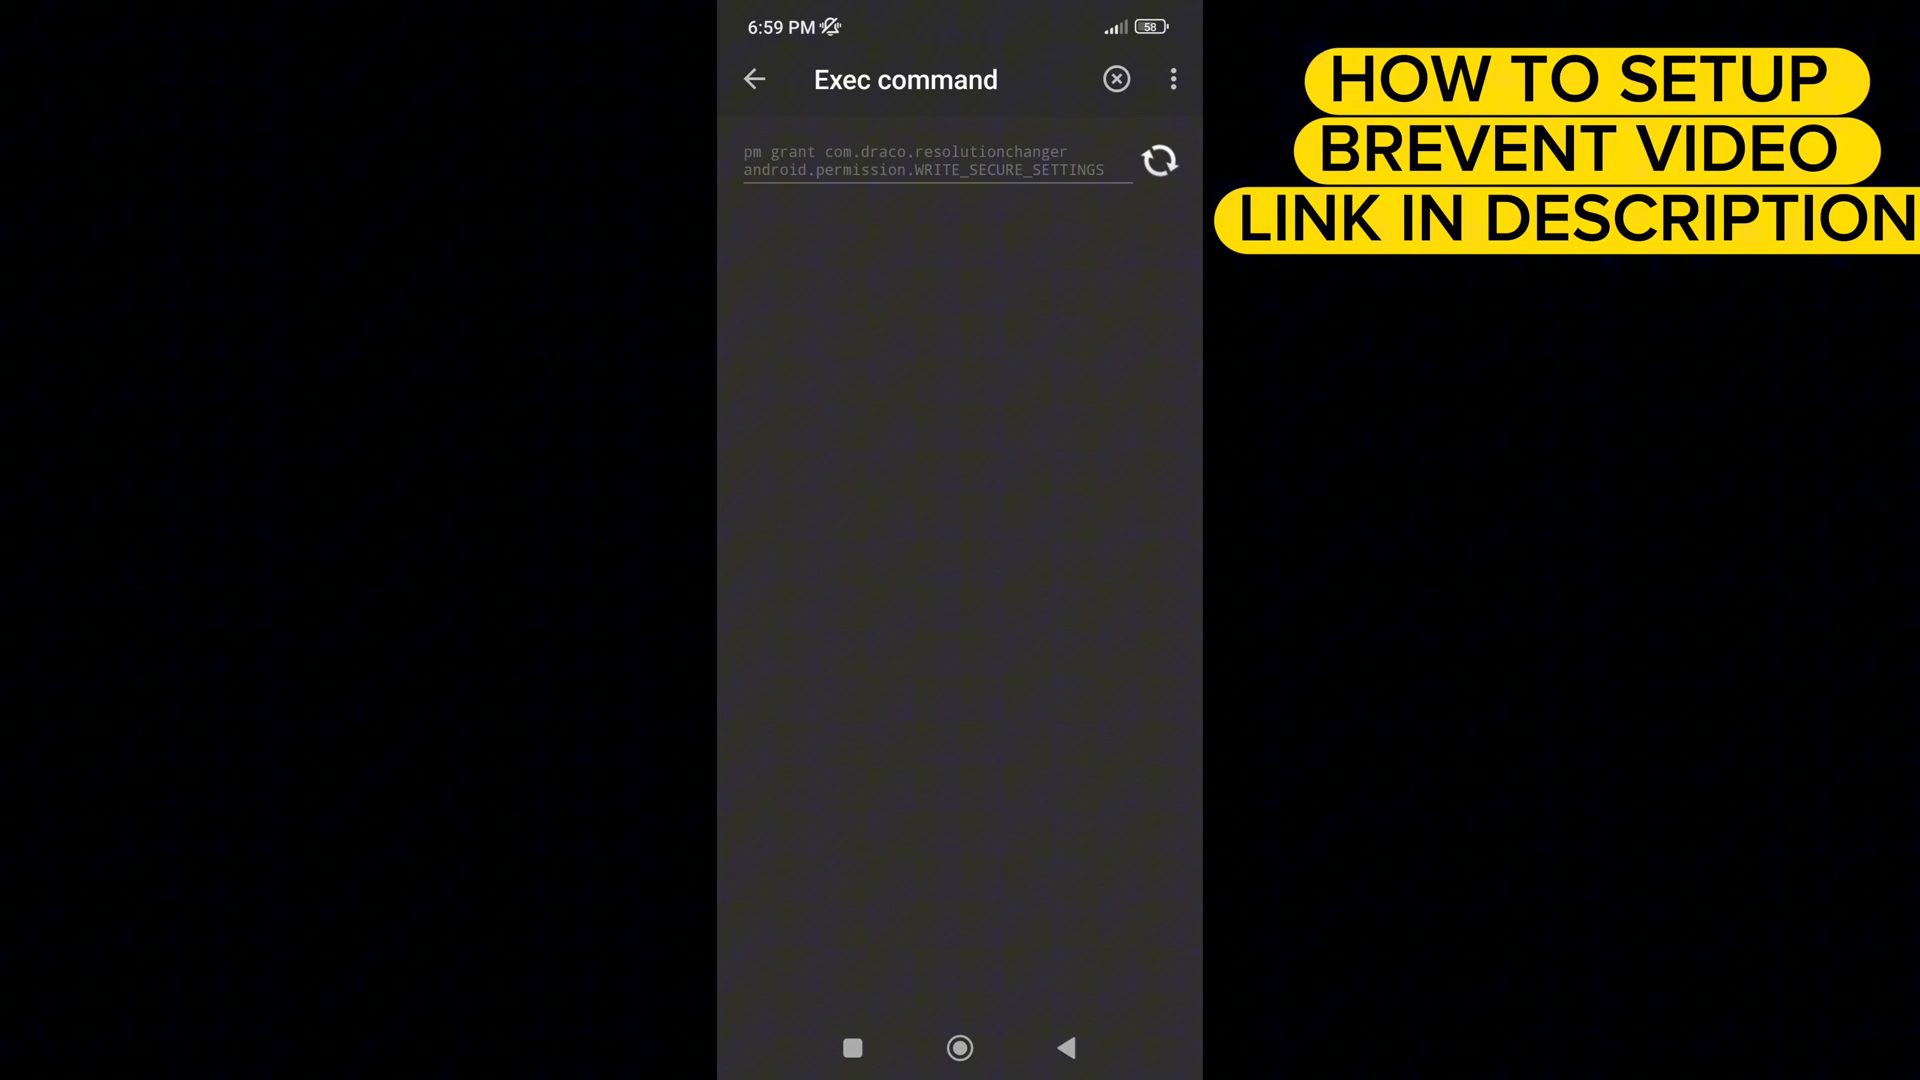 6:59 PM
58
Exec command
pm grant com.draco.resolutionchanger
android.permission.WRITE_SECURE_SETTINGS
HOW TO SETUP
BREVENT VIDEO
LINK IN DESCRIPTION